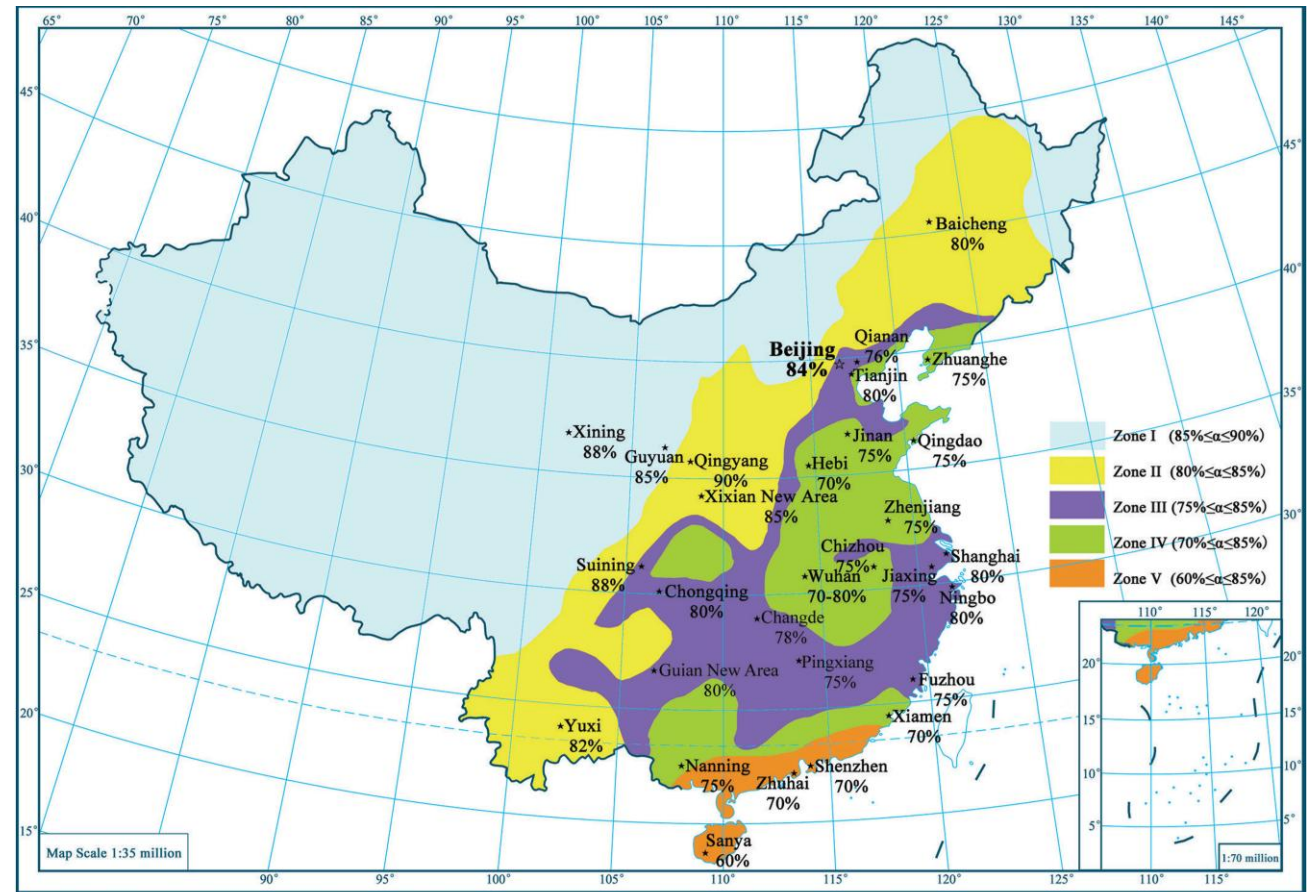 65°
70°
75°
80°
85°
90°
95°
100°
105°
110°
115°
120°
125°
130°
135°
140°
145°
45°
40°
35°
30°
25°
20°
15°
45°
40°
35°
30°
25°
20°
15°
10°
5°
Baicheng
80%
Qianan
76%
Beijing
84%
Tianjin
80%
Zhuanghe
75%
Xining
88%
Guyuan
85%
Qingyang
90%
Xixian New Area
85%
Jinan
75%
Qingdao
75%
Hebi
70%
Zhenjiang
75%
Chizhou
75%
Shanghai
80%
Suining
88%
Chongqing
80%
Wuhan
70-80%
Jiaxing
75%
Ningbo
80%
Changde
78%
Guian New Area
80%
Pingxiang
75%
Fuzhou
75%
Xiamen
70%
Yuxi
82%
Nanning
75%
Zhuhai
70%
Shenzhen
70%
Sanya
60%
Zone I (85%≤α≤90%)
Zone II (80%≤α≤85%)
Zone III (75%≤α≤85%)
Zone IV (70%≤α≤85%)
Zone V (60%≤α≤85%)
110°
115°
120°
20°
15°
10°
5°
1:70 million
Map Scale 1:35 million
90°
95°
100°
105°
110°
115°
120°
110°
115°